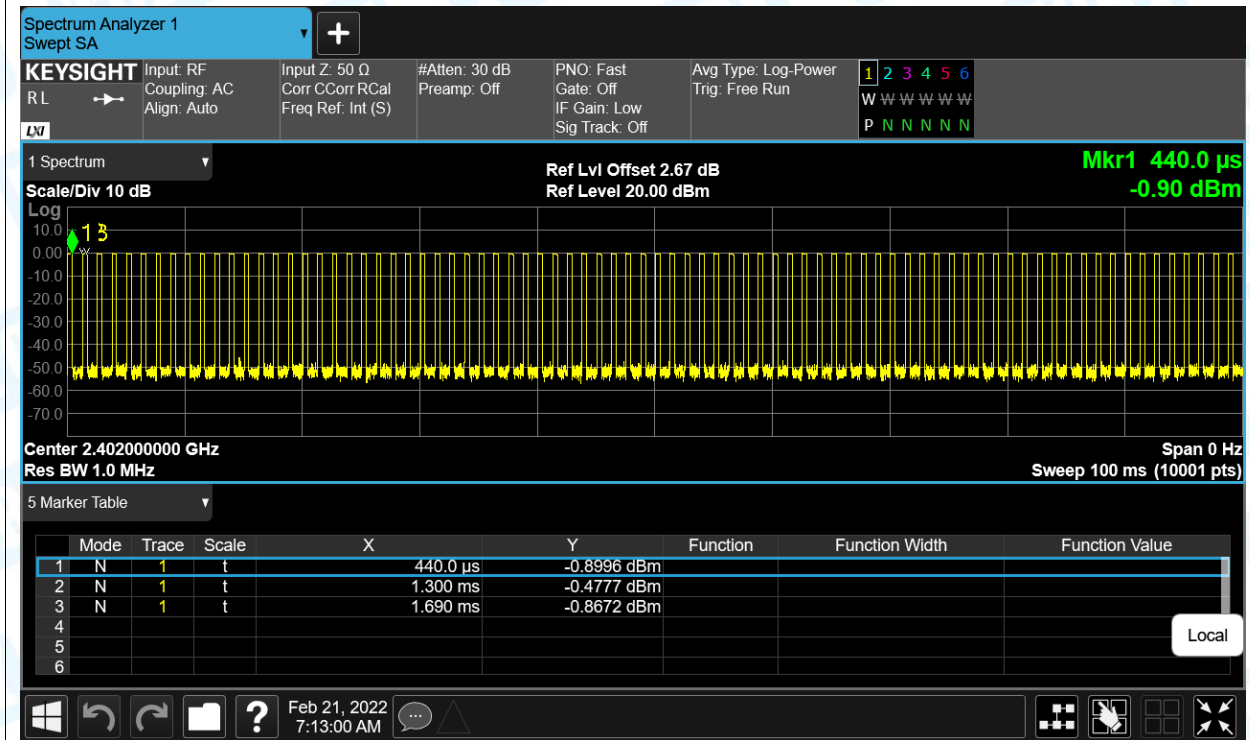 Spectrum Analyzer 1
Swept SA
+
KEYSIGHT
R L
LXI
Input: RF
Coupling: AC
Align: Auto
Input Z: 50 Ω
Corr CCorr RCal
Freq Ref: Int (S)
#Atten: 30 dB
Preamp: Off
PNO: Fast
Gate: Off
IF Gain: Low
Sig Track: Off
Avg Type: Log-Power
Trig: Free Run
1 2 3 4 5 6
W W W W W W
P N N N N N
1 Spectrum
Scale/Div 10 dB
Ref Lvl Offset 2.67 dB
Ref Level 20.00 dBm
Mkr1 440.0 µs
-0.90 dBm
Log
10.0
0.00
-10.0
-20.0
-30.0
-40.0
-50.0
-60.0
-70.0
1
3
Center 2.402000000 GHz
Res BW 1.0 MHz
Span 0 Hz
Sweep 100 ms (10001 pts)
5 Marker Table
Mode Trace Scale X Y Function Function Width Function Value
1 N 1 t 440.0 µs -0.8996 dBm
2 N 1 t 1.300 ms -0.4777 dBm
3 N 1 t 1.690 ms -0.8672 dBm
4
5
6
Local
?
Feb 21, 2022
7:13:00 AM